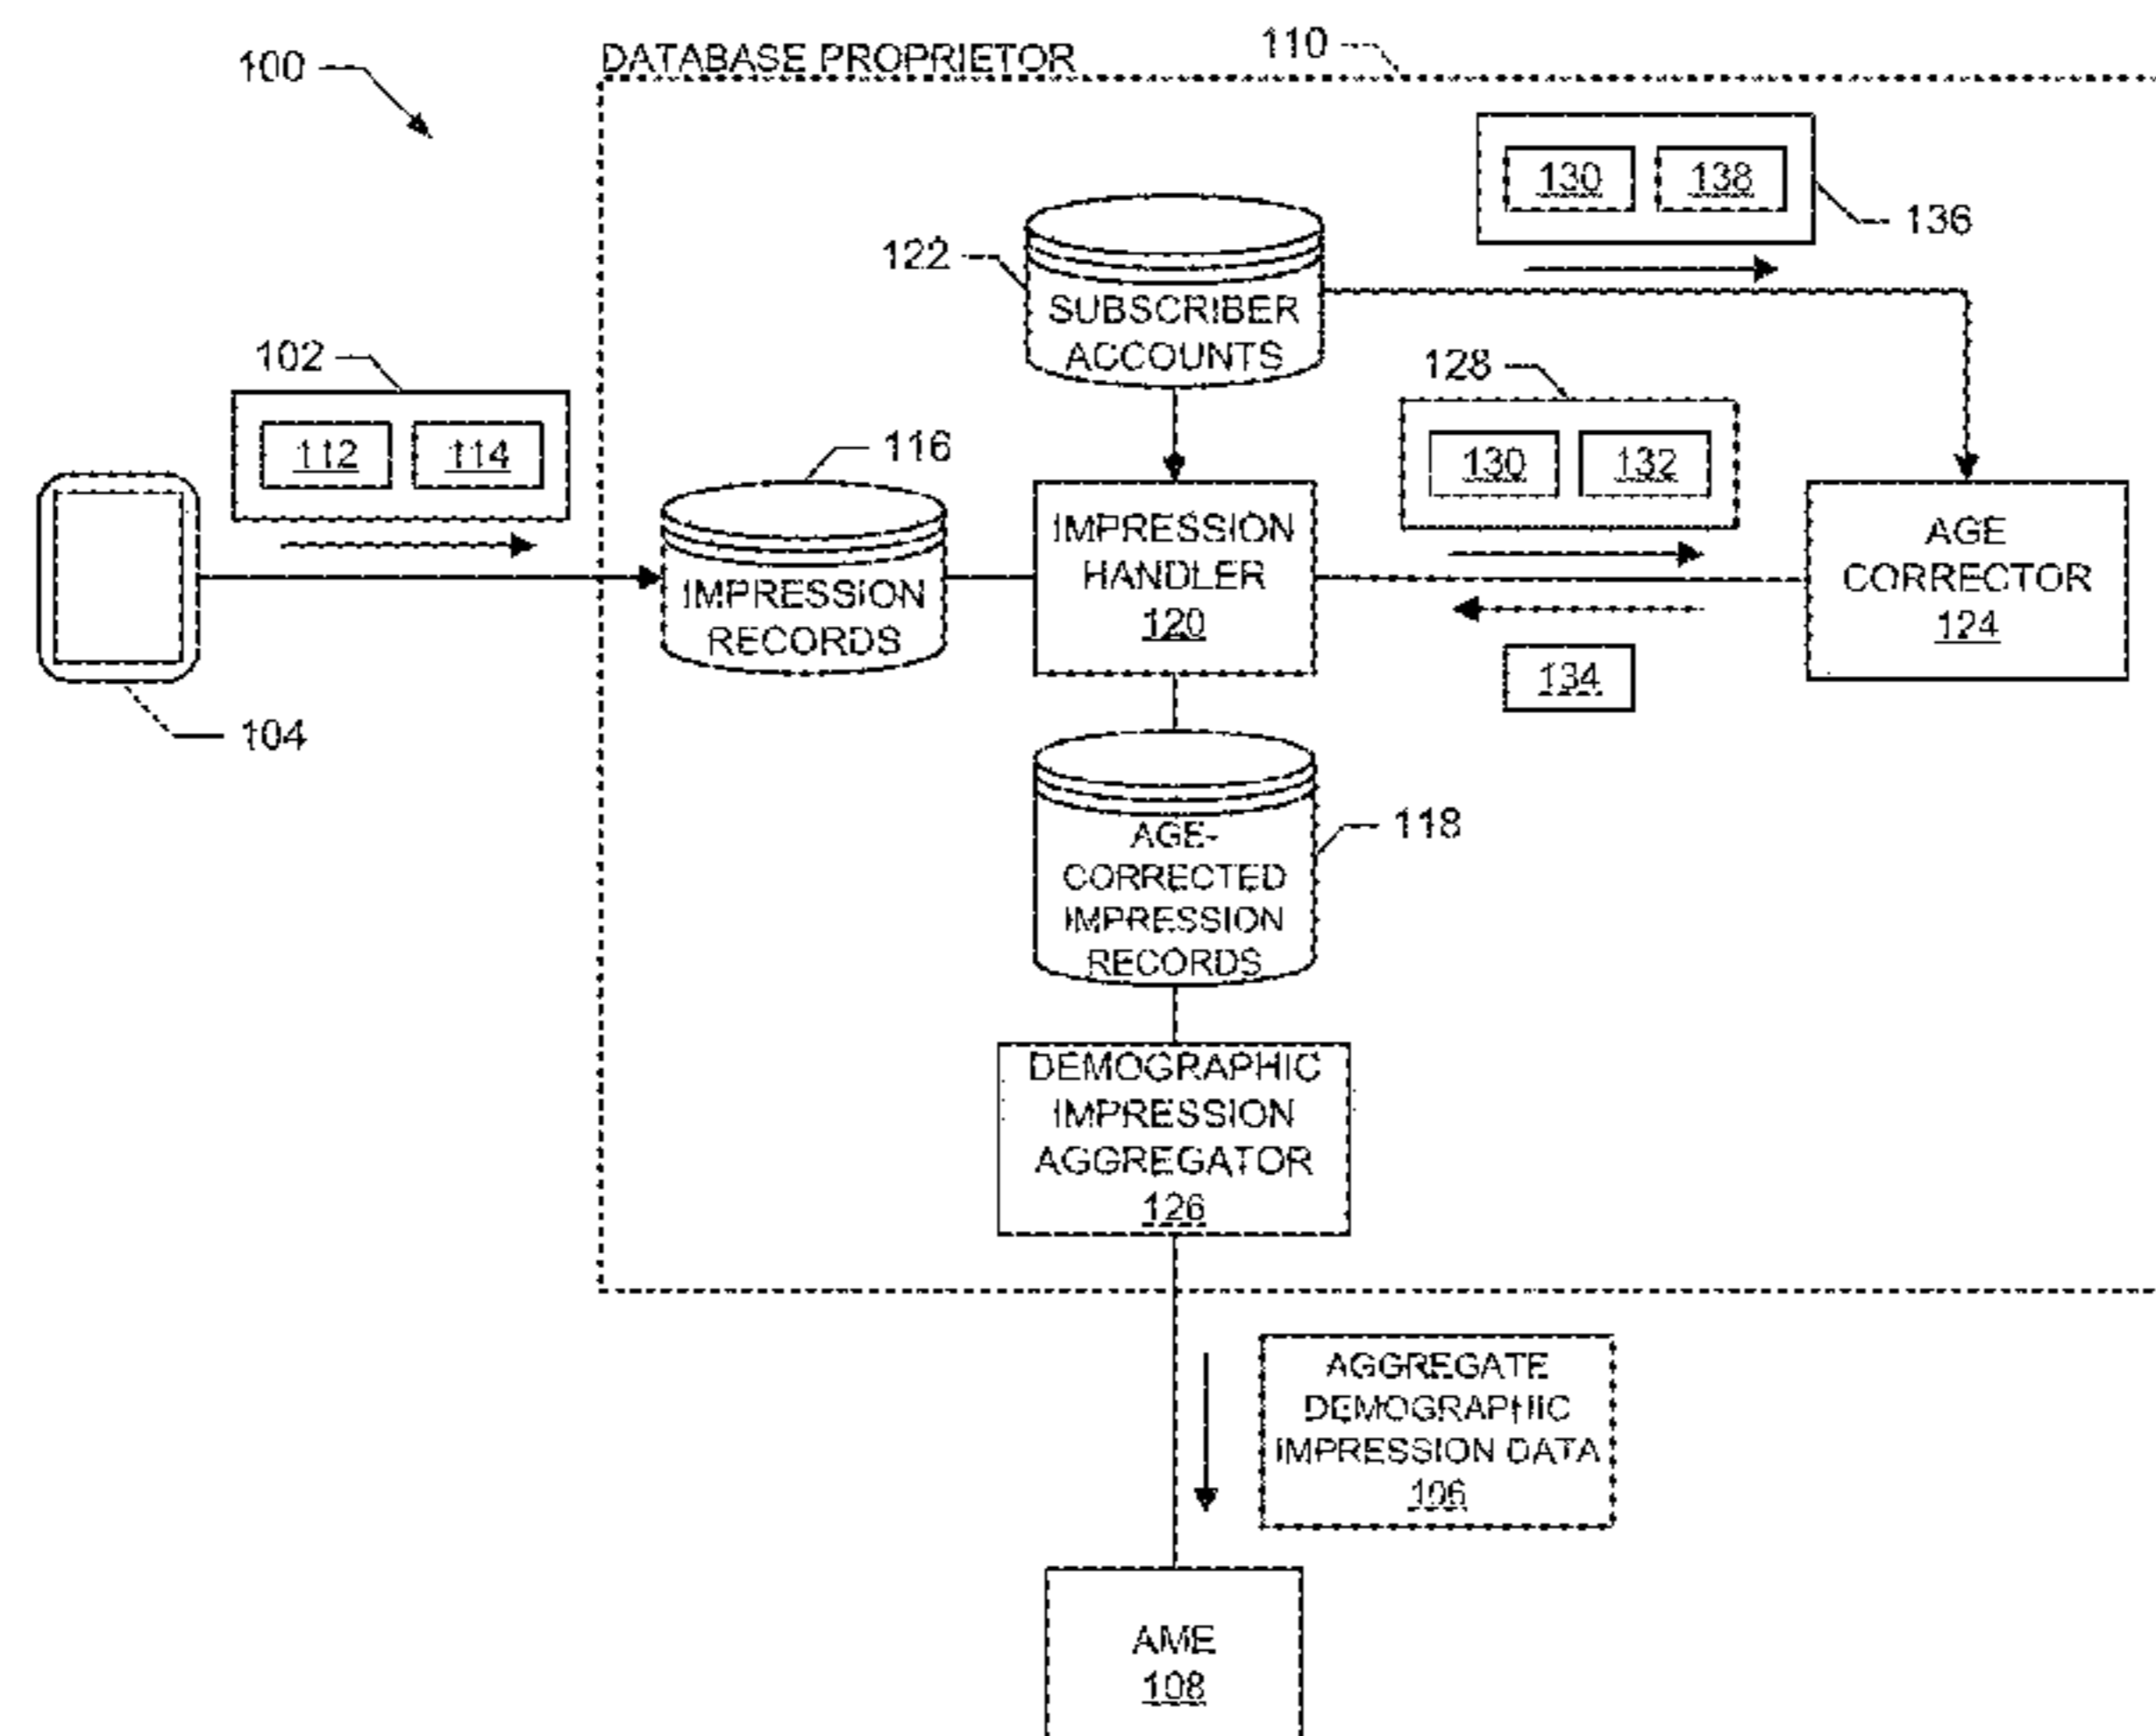 100
DATABASE PROPRIETOR
110
130
138
136
122
SUBSCRIBER
ACCOUNTS
102
112
114
128
130
132
116
IMPRESSION
RECORDS
IMPRESSION
HANDLER
120
AGE
CORRECTOR
124
134
104
AGE-
CORRECTED
IMPRESSION
RECORDS
118
DEMOGRAPHIC
IMPRESSION
AGGREGATOR
126
AGGREGATE
DEMOGRAPHIC
IMPRESSION DATA
106
AME
108